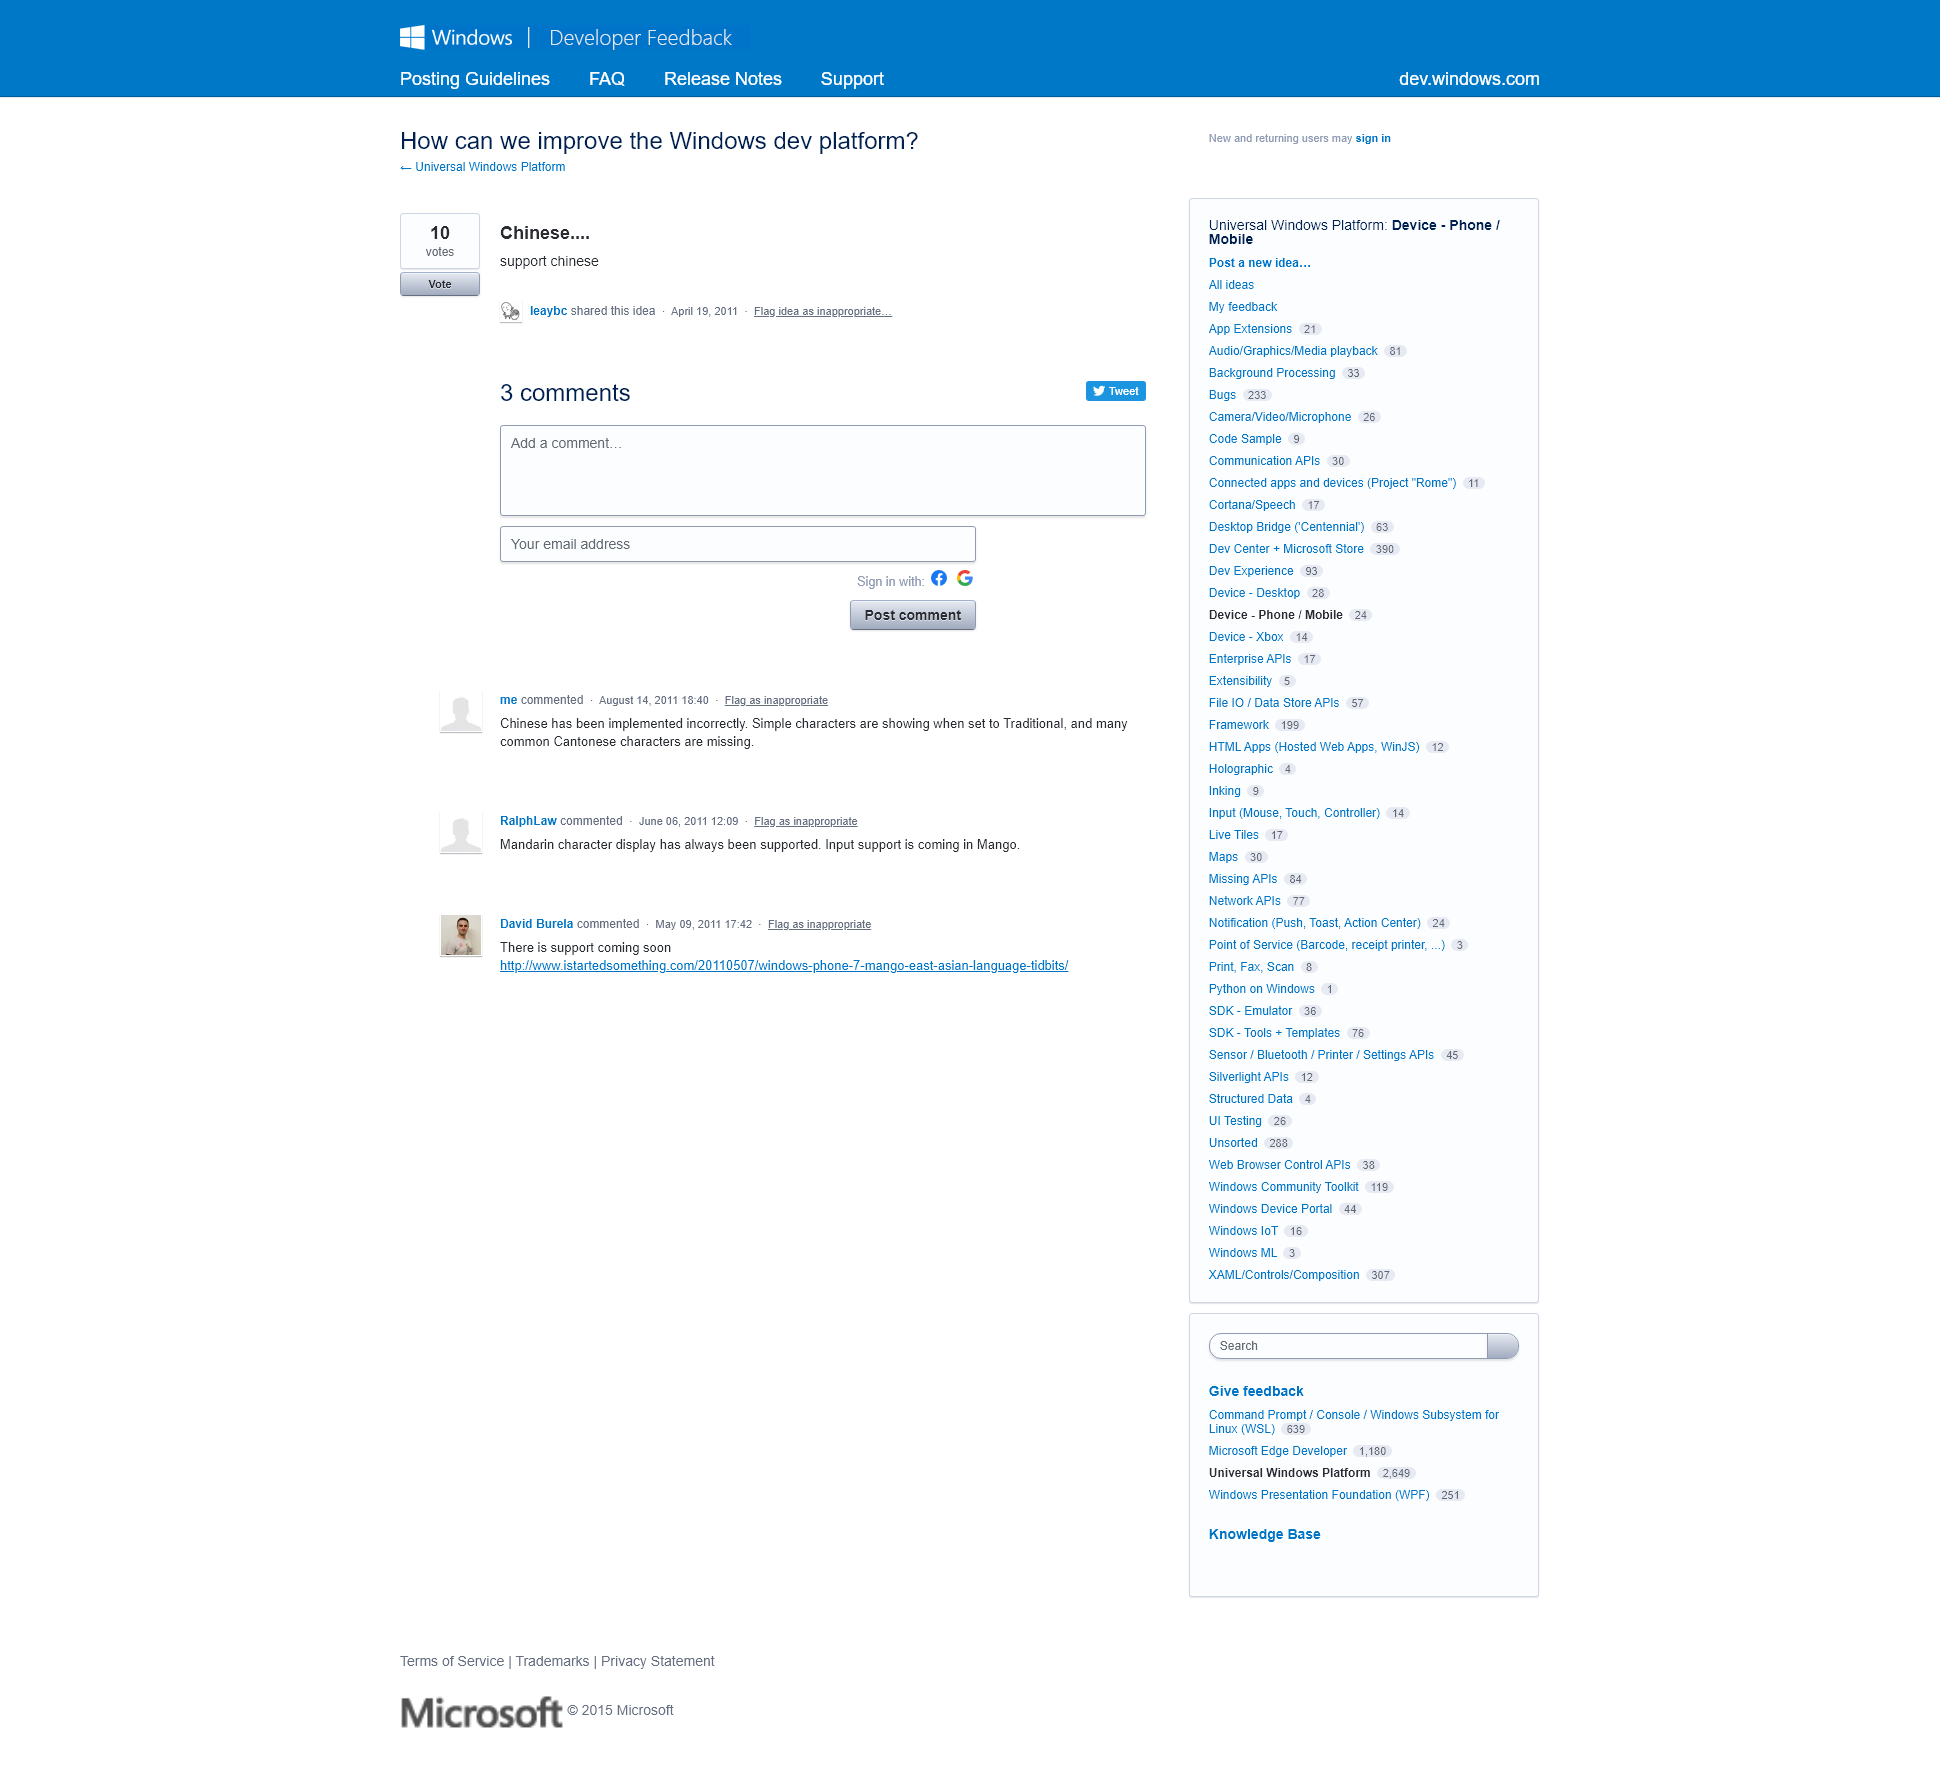 Windows | Developer Feedback
Posting Guidelines FAQ Release Notes Support dev.windows.com
How can we improve the Windows dev platform?
← Universal Windows Platform
New and returning users may sign in
10
votes
Vote
Chinese....
support chinese
leaybc shared this idea · April 19, 2011 · Flag idea as inappropriate…
3 comments
Tweet
Add a comment…
Your email address
Sign in with:
Post comment
me commented · August 14, 2011 18:40 · Flag as inappropriate
Chinese has been implemented incorrectly. Simple characters are showing when set to Traditional, and many
common Cantonese characters are missing.
RalphLaw commented · June 06, 2011 12:09 · Flag as inappropriate
Mandarin character display has always been supported. Input support is coming in Mango.
David Burela commented · May 09, 2011 17:42 · Flag as inappropriate
There is support coming soon
http://www.istartedsomething.com/20110507/windows-phone-7-mango-east-asian-language-tidbits/
Universal Windows Platform: Device - Phone /
Mobile
Post a new idea…
All ideas
My feedback
App Extensions 21
Audio/Graphics/Media playback 81
Background Processing 33
Bugs 233
Camera/Video/Microphone 26
Code Sample 9
Communication APIs 30
Connected apps and devices (Project "Rome") 11
Cortana/Speech 17
Desktop Bridge ('Centennial') 63
Dev Center + Microsoft Store 390
Dev Experience 93
Device - Desktop 28
Device - Phone / Mobile 24
Device - Xbox 14
Enterprise APIs 17
Extensibility 5
File IO / Data Store APIs 57
Framework 199
HTML Apps (Hosted Web Apps, WinJS) 12
Holographic 4
Inking 9
Input (Mouse, Touch, Controller) 14
Live Tiles 17
Maps 30
Missing APIs 84
Network APIs 77
Notification (Push, Toast, Action Center) 24
Point of Service (Barcode, receipt printer, ...) 3
Print, Fax, Scan 8
Python on Windows 1
SDK - Emulator 36
SDK - Tools + Templates 76
Sensor / Bluetooth / Printer / Settings APIs 45
Silverlight APIs 12
Structured Data 4
UI Testing 26
Unsorted 288
Web Browser Control APIs 38
Windows Community Toolkit 119
Windows Device Portal 44
Windows IoT 16
Windows ML 3
XAML/Controls/Composition 307
Search
Give feedback
Command Prompt / Console / Windows Subsystem for
Linux (WSL) 639
Microsoft Edge Developer 1,180
Universal Windows Platform 2,649
Windows Presentation Foundation (WPF) 251
Knowledge Base
Terms of Service | Trademarks | Privacy Statement
Microsoft © 2015 Microsoft